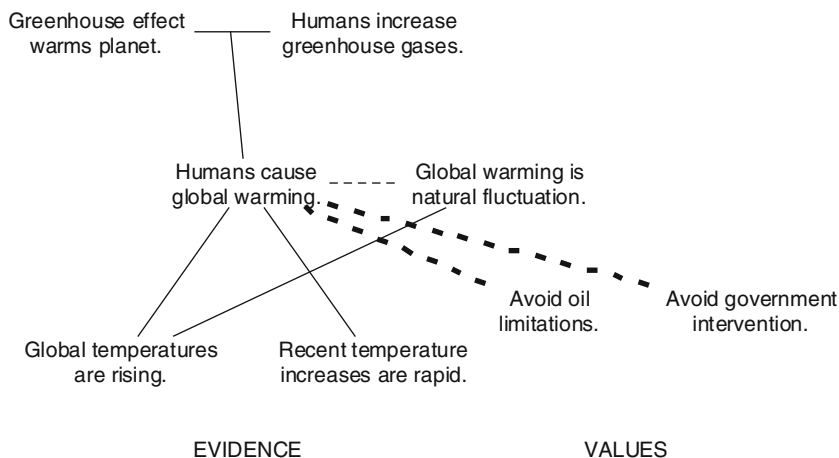 Greenhouse effect
warms planet.
Humans increase
greenhouse gases.
Humans cause
global warming.
Global warming is
natural fluctuation.
Avoid oil
limitations.
Avoid government
intervention.
Global temperatures
are rising.
Recent temperature
increases are rapid.
EVIDENCE
VALUES